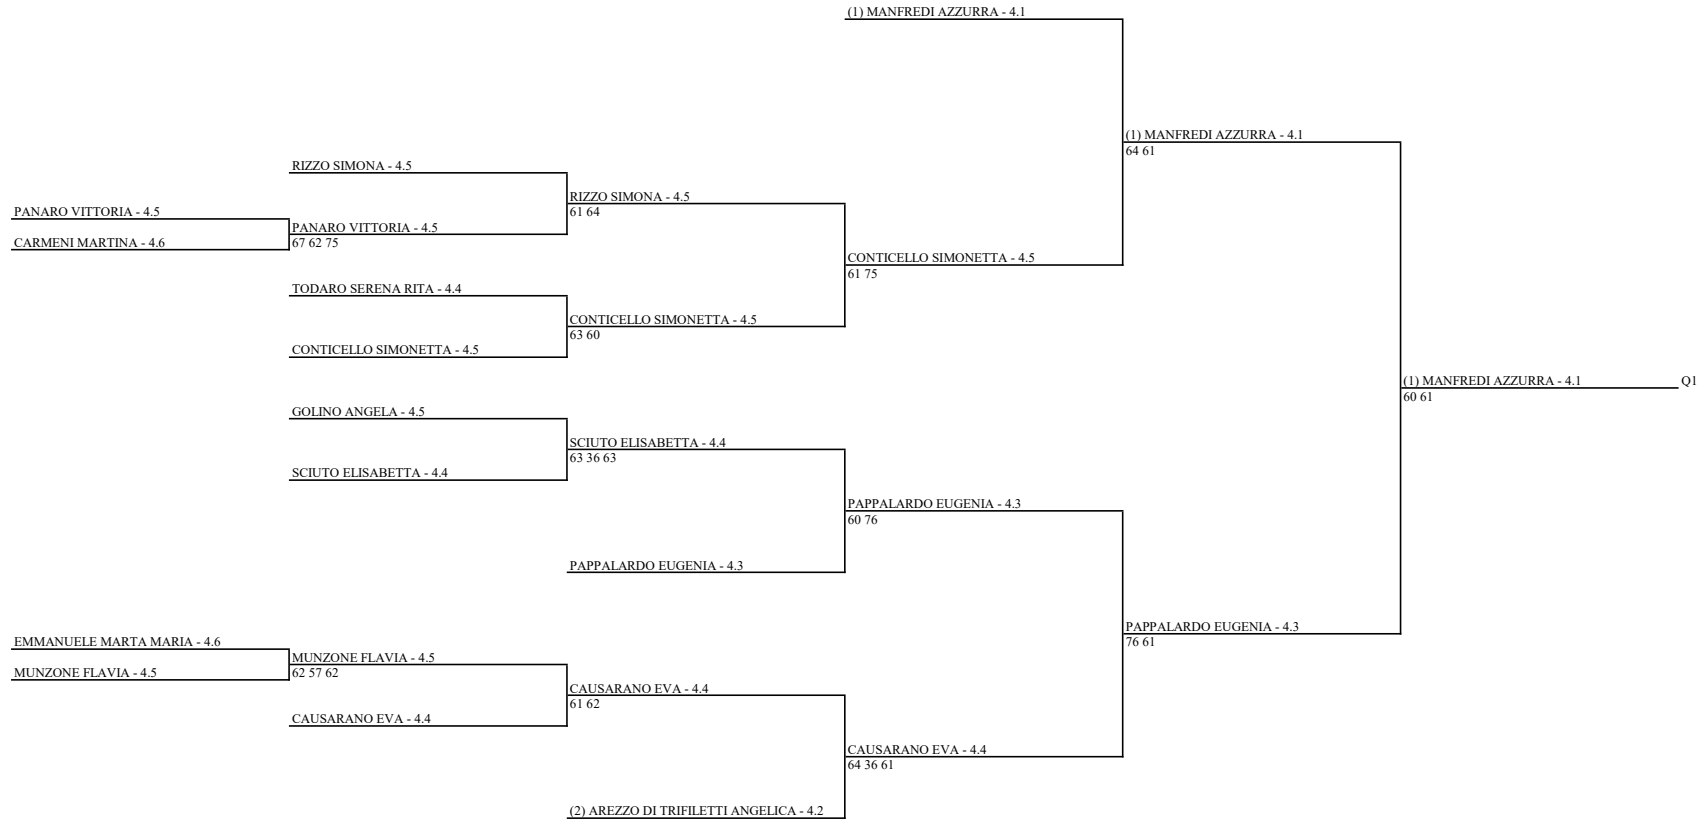 (1) MANFREDI AZZURRA - 4.1
(1) MANFREDI AZZURRA - 4.1
64 61
RIZZO SIMONA - 4.5
RIZZO SIMONA - 4.5
61 64
PANARO VITTORIA - 4.5
PANARO VITTORIA - 4.5
67 62 75
CARMENI MARTINA - 4.6
CONTICELLO SIMONETTA - 4.5
61 75
TODARO SERENA RITA - 4.4
CONTICELLO SIMONETTA - 4.5
63 60
CONTICELLO SIMONETTA - 4.5
(1) MANFREDI AZZURRA - 4.1
Q1
60 61
GOLINO ANGELA - 4.5
SCIUTO ELISABETTA - 4.4
63 36 63
SCIUTO ELISABETTA - 4.4
PAPPALARDO EUGENIA - 4.3
60 76
PAPPALARDO EUGENIA - 4.3
PAPPALARDO EUGENIA - 4.3
76 61
EMMANUELE MARTA MARIA - 4.6
MUNZONE FLAVIA - 4.5
62 57 62
MUNZONE FLAVIA - 4.5
CAUSARANO EVA - 4.4
61 62
CAUSARANO EVA - 4.4
CAUSARANO EVA - 4.4
64 36 61
(2) AREZZO DI TRIFILETTI ANGELICA - 4.2